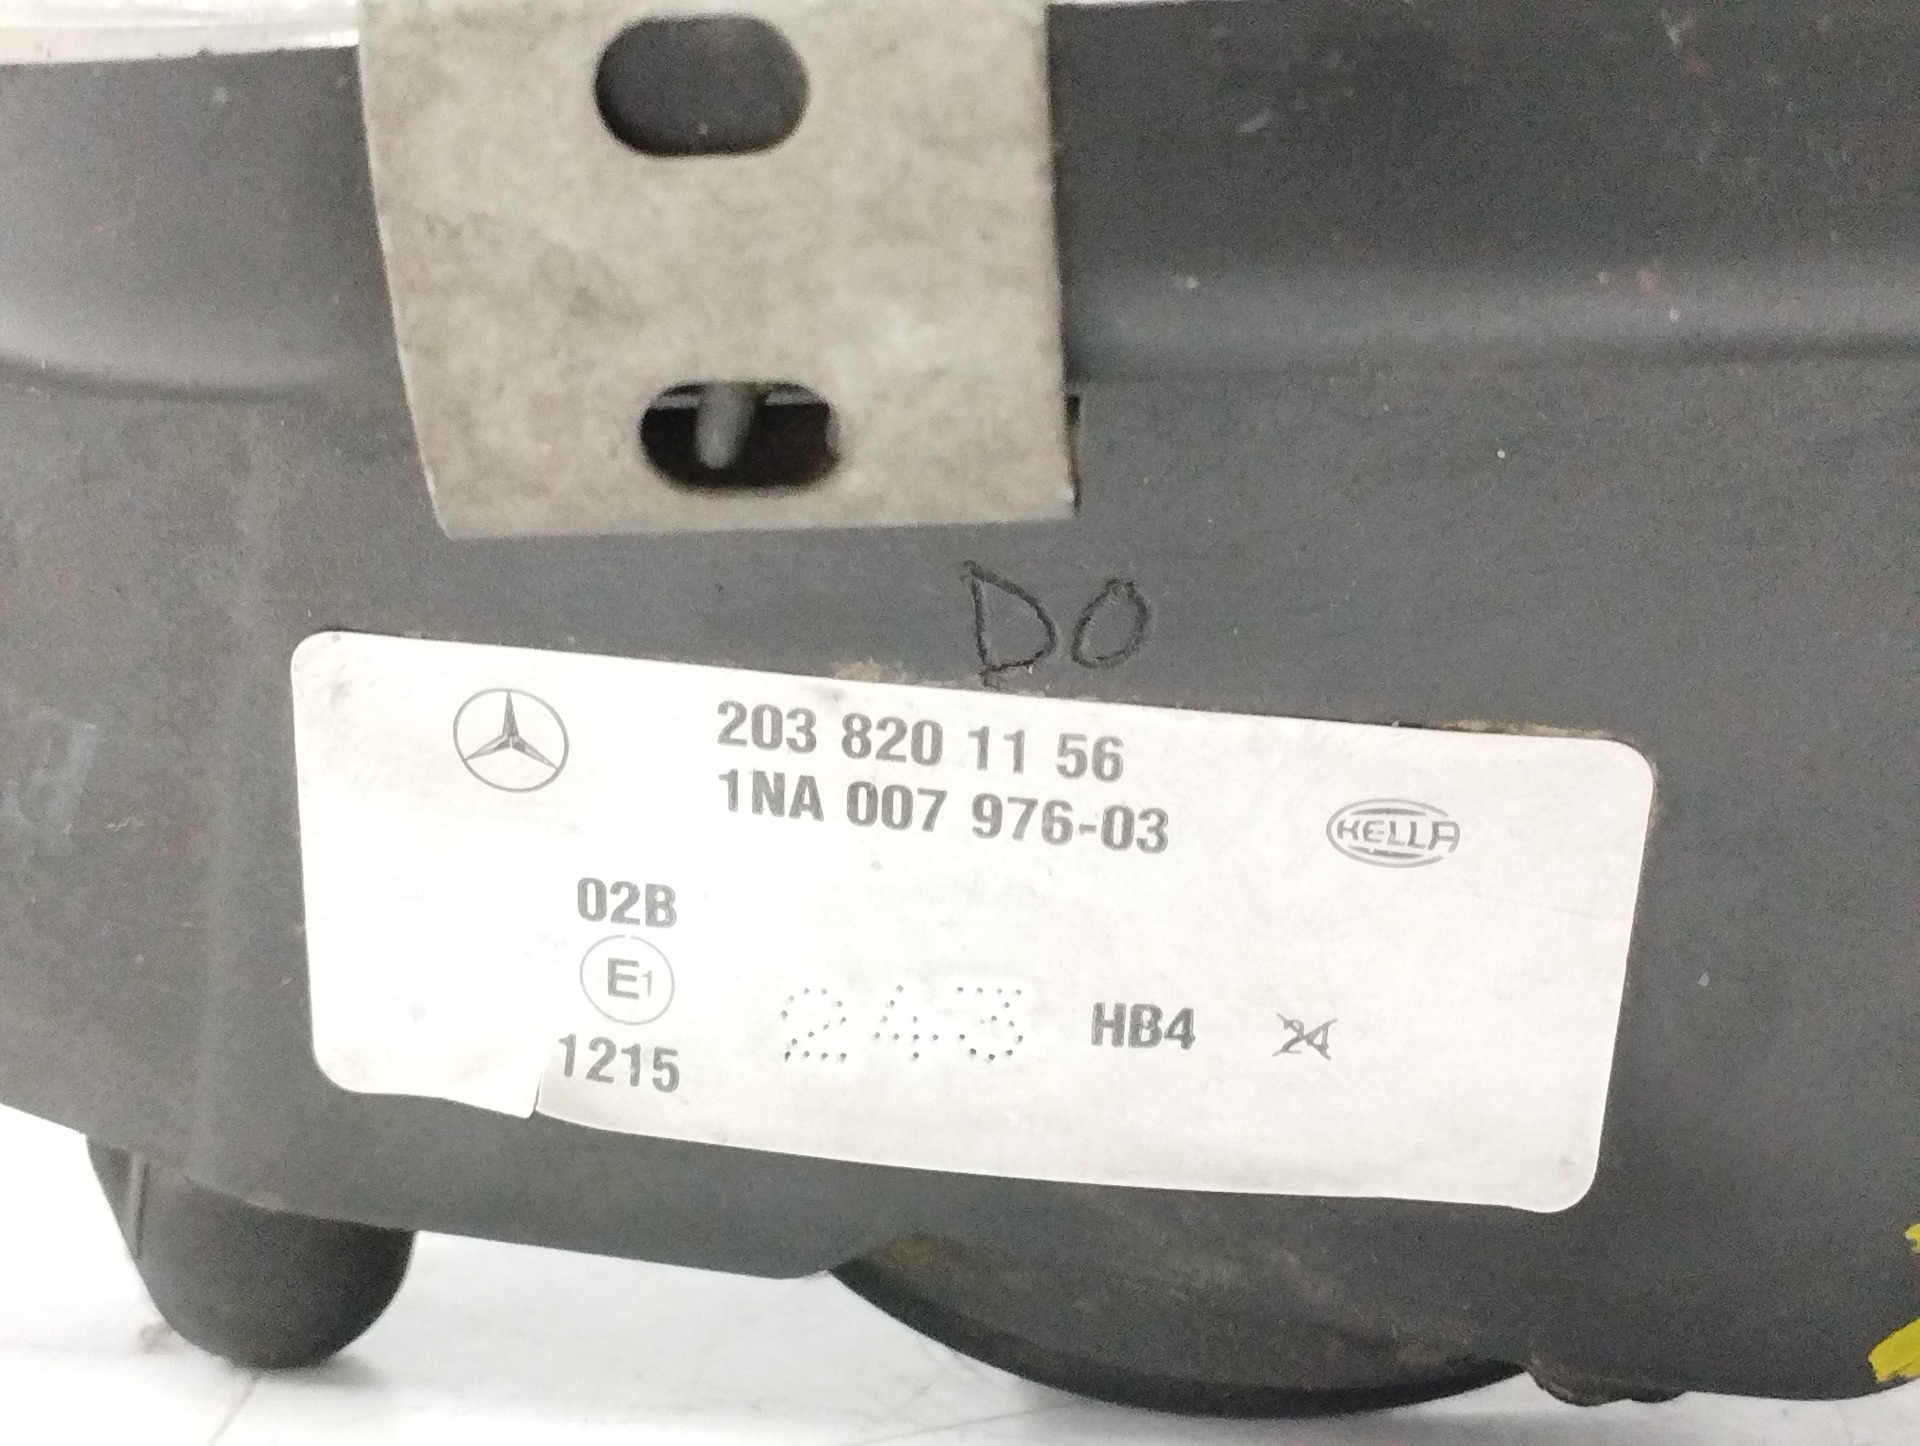 DO
203 820 11 56
1NA 007 976-03
HELLA
02B
E1
243 HB4 24
1215